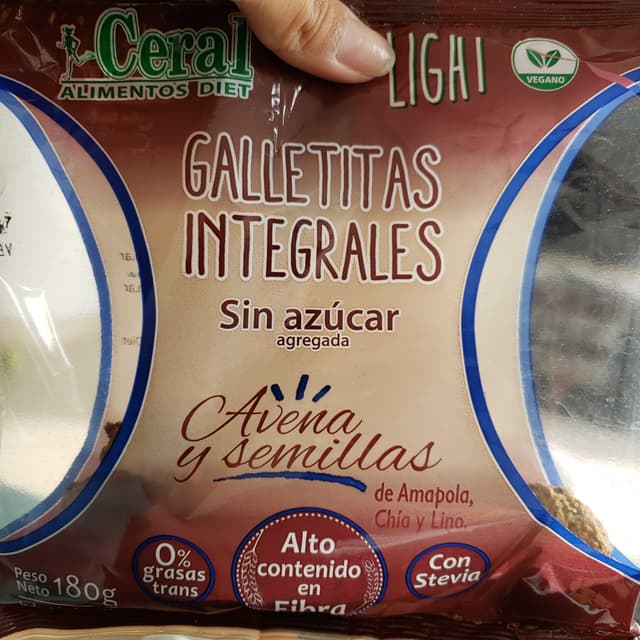 Ceral
ALIMENTOS DIET
LIGHT
VEGANO
GALLETITAS
INTEGRALES
Sin azúcar
agregada
Avena
y semillas
de Amapola,
Chía y Lino.
0%
grasas
trans
Alto
contenido
en
Fibra
Con
Stevia
Peso
Neto 180g